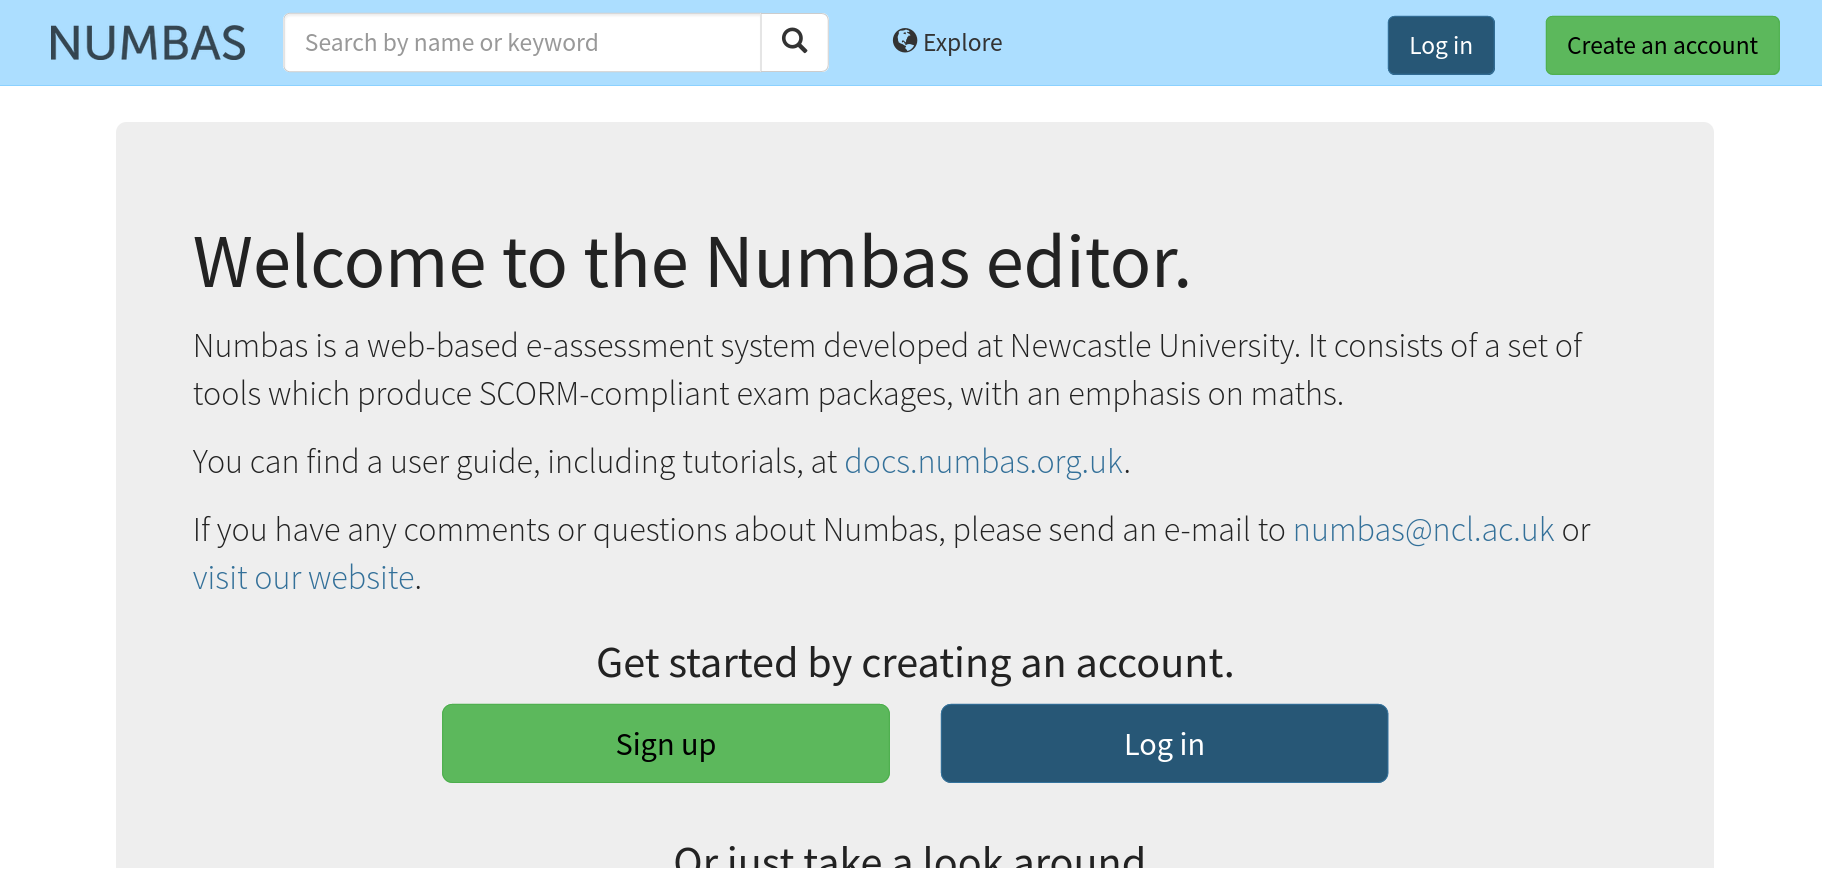 NUMBAS
Search by name or keyword
Explore
Log in
Create an account
Welcome to the Numbas editor.
Numbas is a web-based e-assessment system developed at Newcastle University. It consists of a set of
tools which produce SCORM-compliant exam packages, with an emphasis on maths.
You can find a user guide, including tutorials, at docs.numbas.org.uk.
If you have any comments or questions about Numbas, please send an e-mail to numbas@ncl.ac.uk or
visit our website.
Get started by creating an account.
Sign up
Log in
Or just take a look around